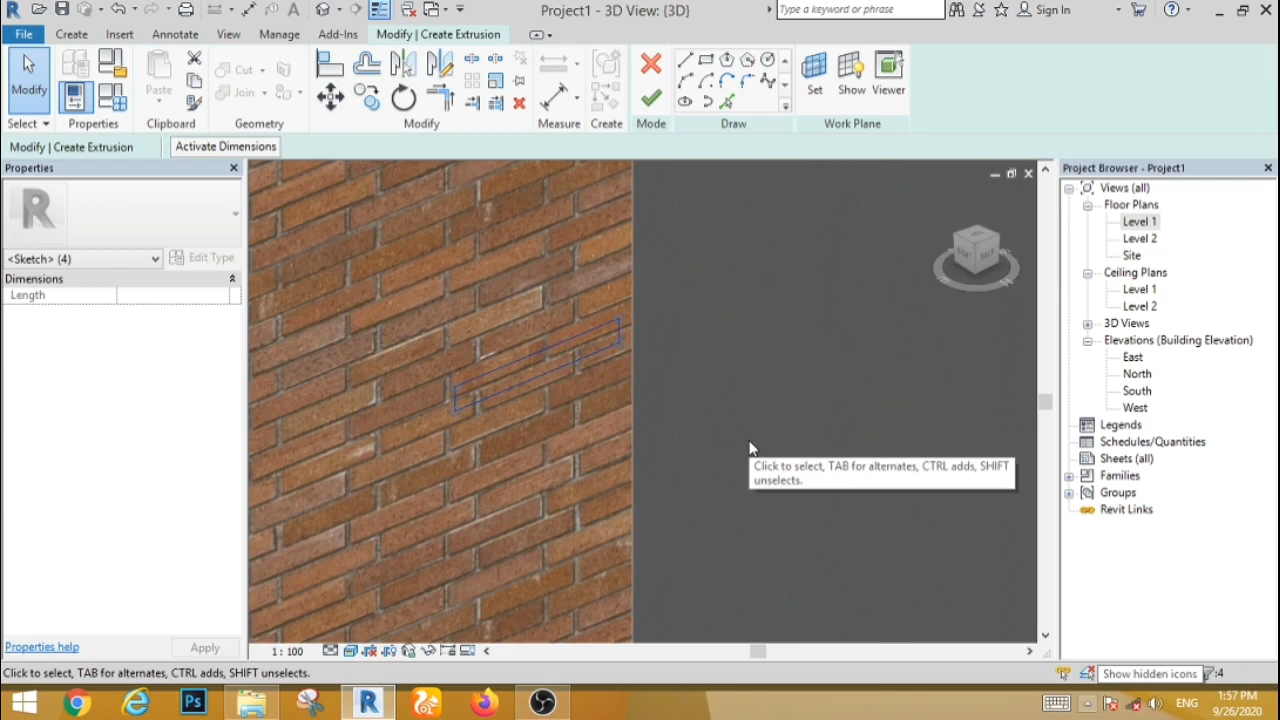 Project1 - 3D View: {3D}
Type a keyword or phrase
Sign In
File
Create
Insert
Annotate
View
Manage
Add-Ins
Modify | Create Extrusion
Modify
Paste
Cut
Join
Set
Show
Viewer
Select
Properties
Clipboard
Geometry
Modify
Measure
Create
Mode
Draw
Work Plane
Modify | Create Extrusion
Activate Dimensions
Properties
<Sketch> (4)
Edit Type
Dimensions
Length
Properties help
Apply
Click to select, TAB for alternates, CTRL adds, SHIFT
unselects.
1 : 100
Project Browser - Project1
Views (all)
Floor Plans
Level 1
Level 2
Site
Ceiling Plans
Level 1
Level 2
3D Views
Elevations (Building Elevation)
East
North
South
West
Legends
Schedules/Quantities
Sheets (all)
Families
Groups
Revit Links
Click to select, TAB for alternates, CTRL adds, SHIFT unselects.
Show hidden icons
:4
Ps
R
ENG
1:57 PM
9/26/2020